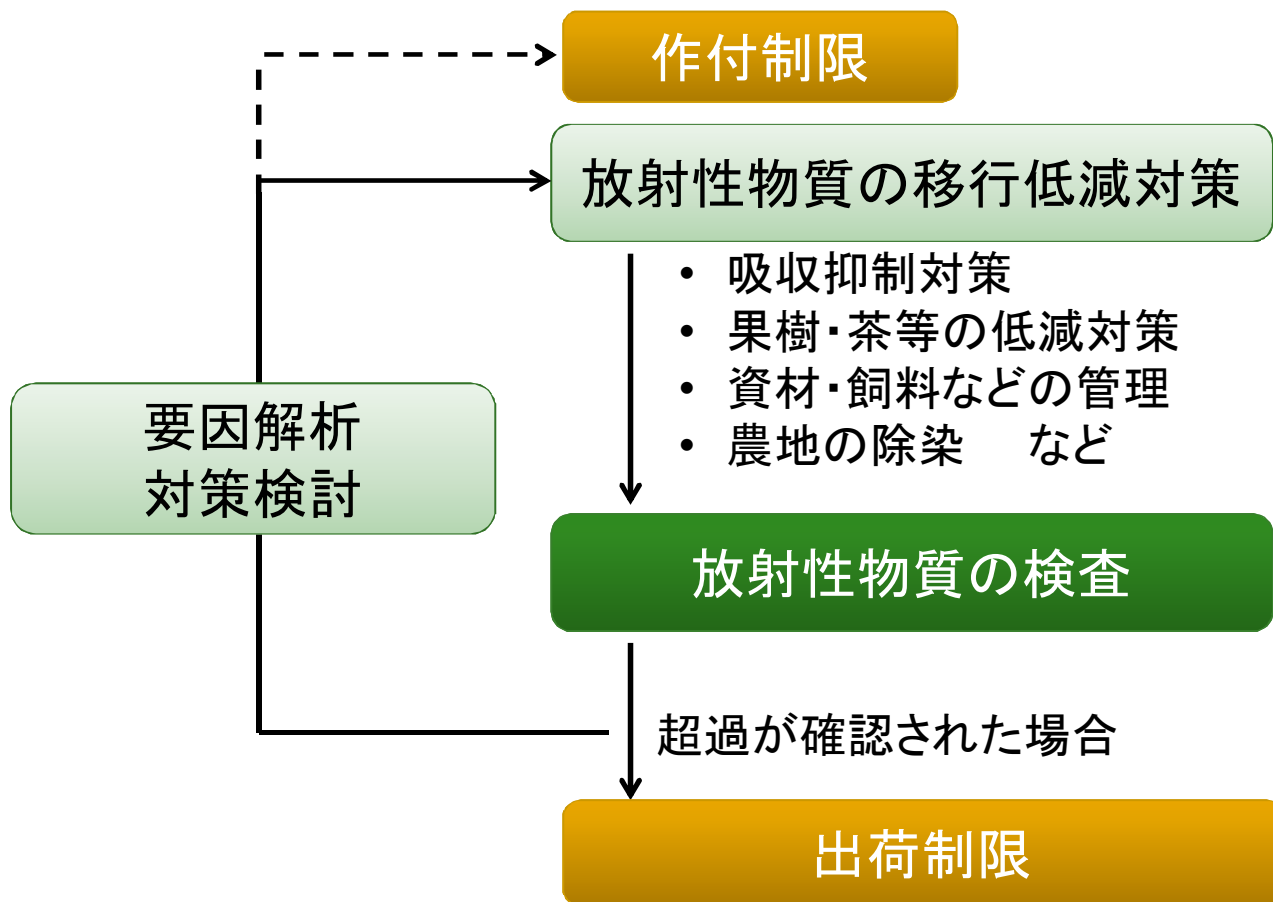 作付制限
放射性物質の移行低減対策
• 吸収抑制対策
• 果樹･茶等の低減対策
• 資材･飼料などの管理
• 農地の除染　など
要因解析
対策検討
放射性物質の検査
超過が確認された場合
出荷制限